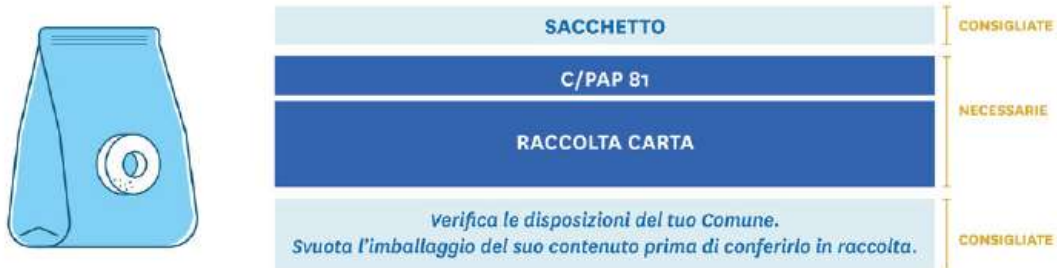 SACCHETTO
CONSIGLIATE
C/PAP 81
NECESSARIE
RACCOLTA CARTA
Verifica le disposizioni del tuo Comune.
Svuota l'imballaggio del suo contenuto prima di conferirlo in raccolta.
CONSIGLIATE